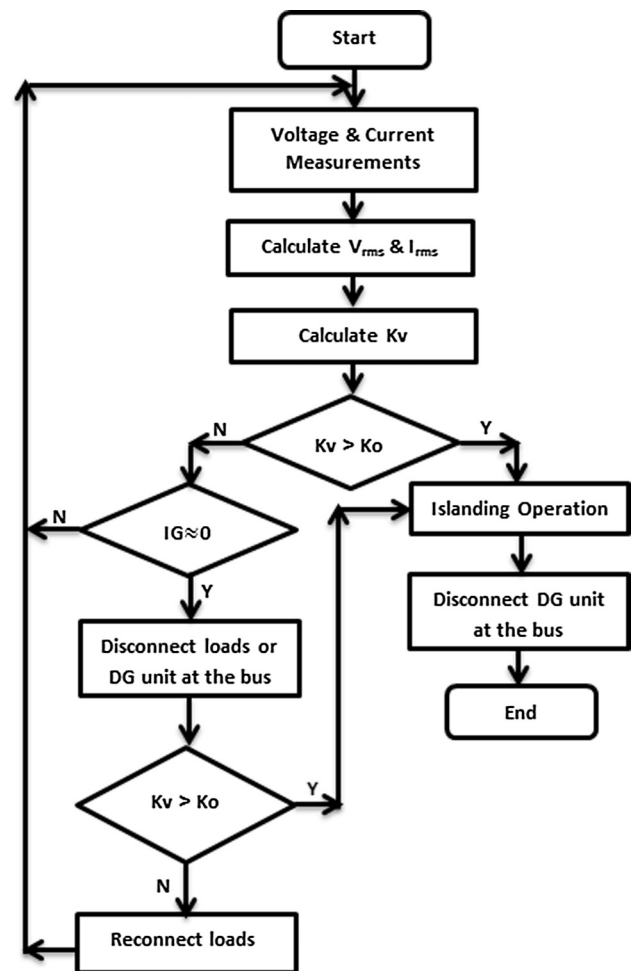 Start
Voltage & Current
Measurements
Calculate Vrms & Irms
Calculate Kv
Kv > Ko
N
Y
IG≈0
N
Y
Islanding Operation
Disconnect DG unit
at the bus
End
Disconnect loads or
DG unit at the bus
Kv > Ko
Y
N
Reconnect loads